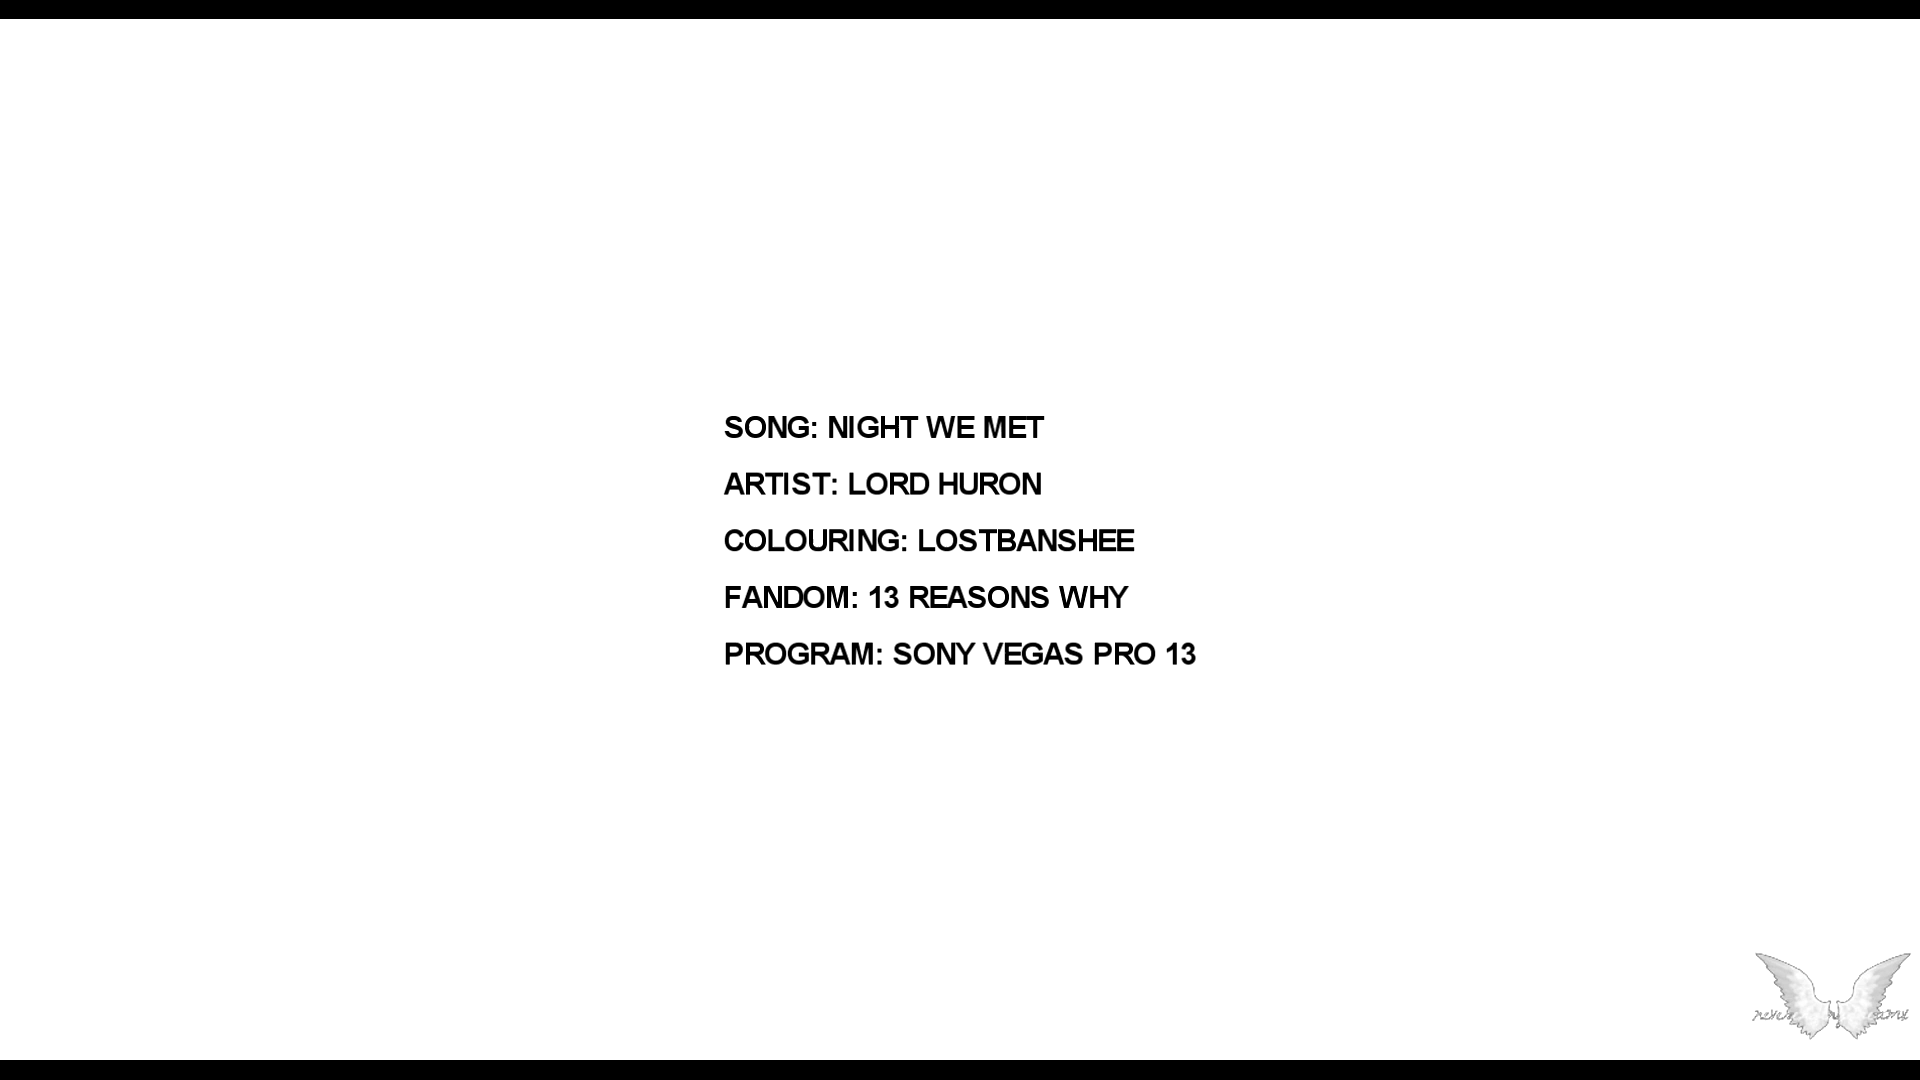 SONG: NIGHT WE MET
ARTIST: LORD HURON
COLOURING: LOSTBANSHEE
FANDOM: 13 REASONS WHY
PROGRAM: SONY VEGAS PRO 13